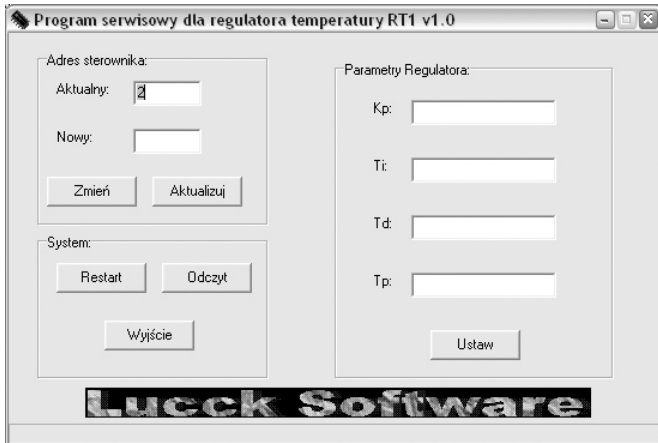 Program serwisowy dla regulatora temperatury RT1 v1.0
Adres sterownika:
Aktualny: 2
Nowy:
Zmień Aktualizuj
System:
Restart Odczyt
Wyjście
Parametry Regulatora:
Kp:
Ti:
Td:
Tp:
Ustaw
Lucck Software